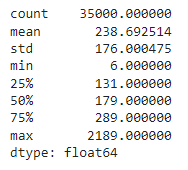 count    35000.000000
mean       238.692514
std        176.000475
min          6.000000
25%        131.000000
50%        179.000000
75%        289.000000
max       2189.000000
dtype: float64